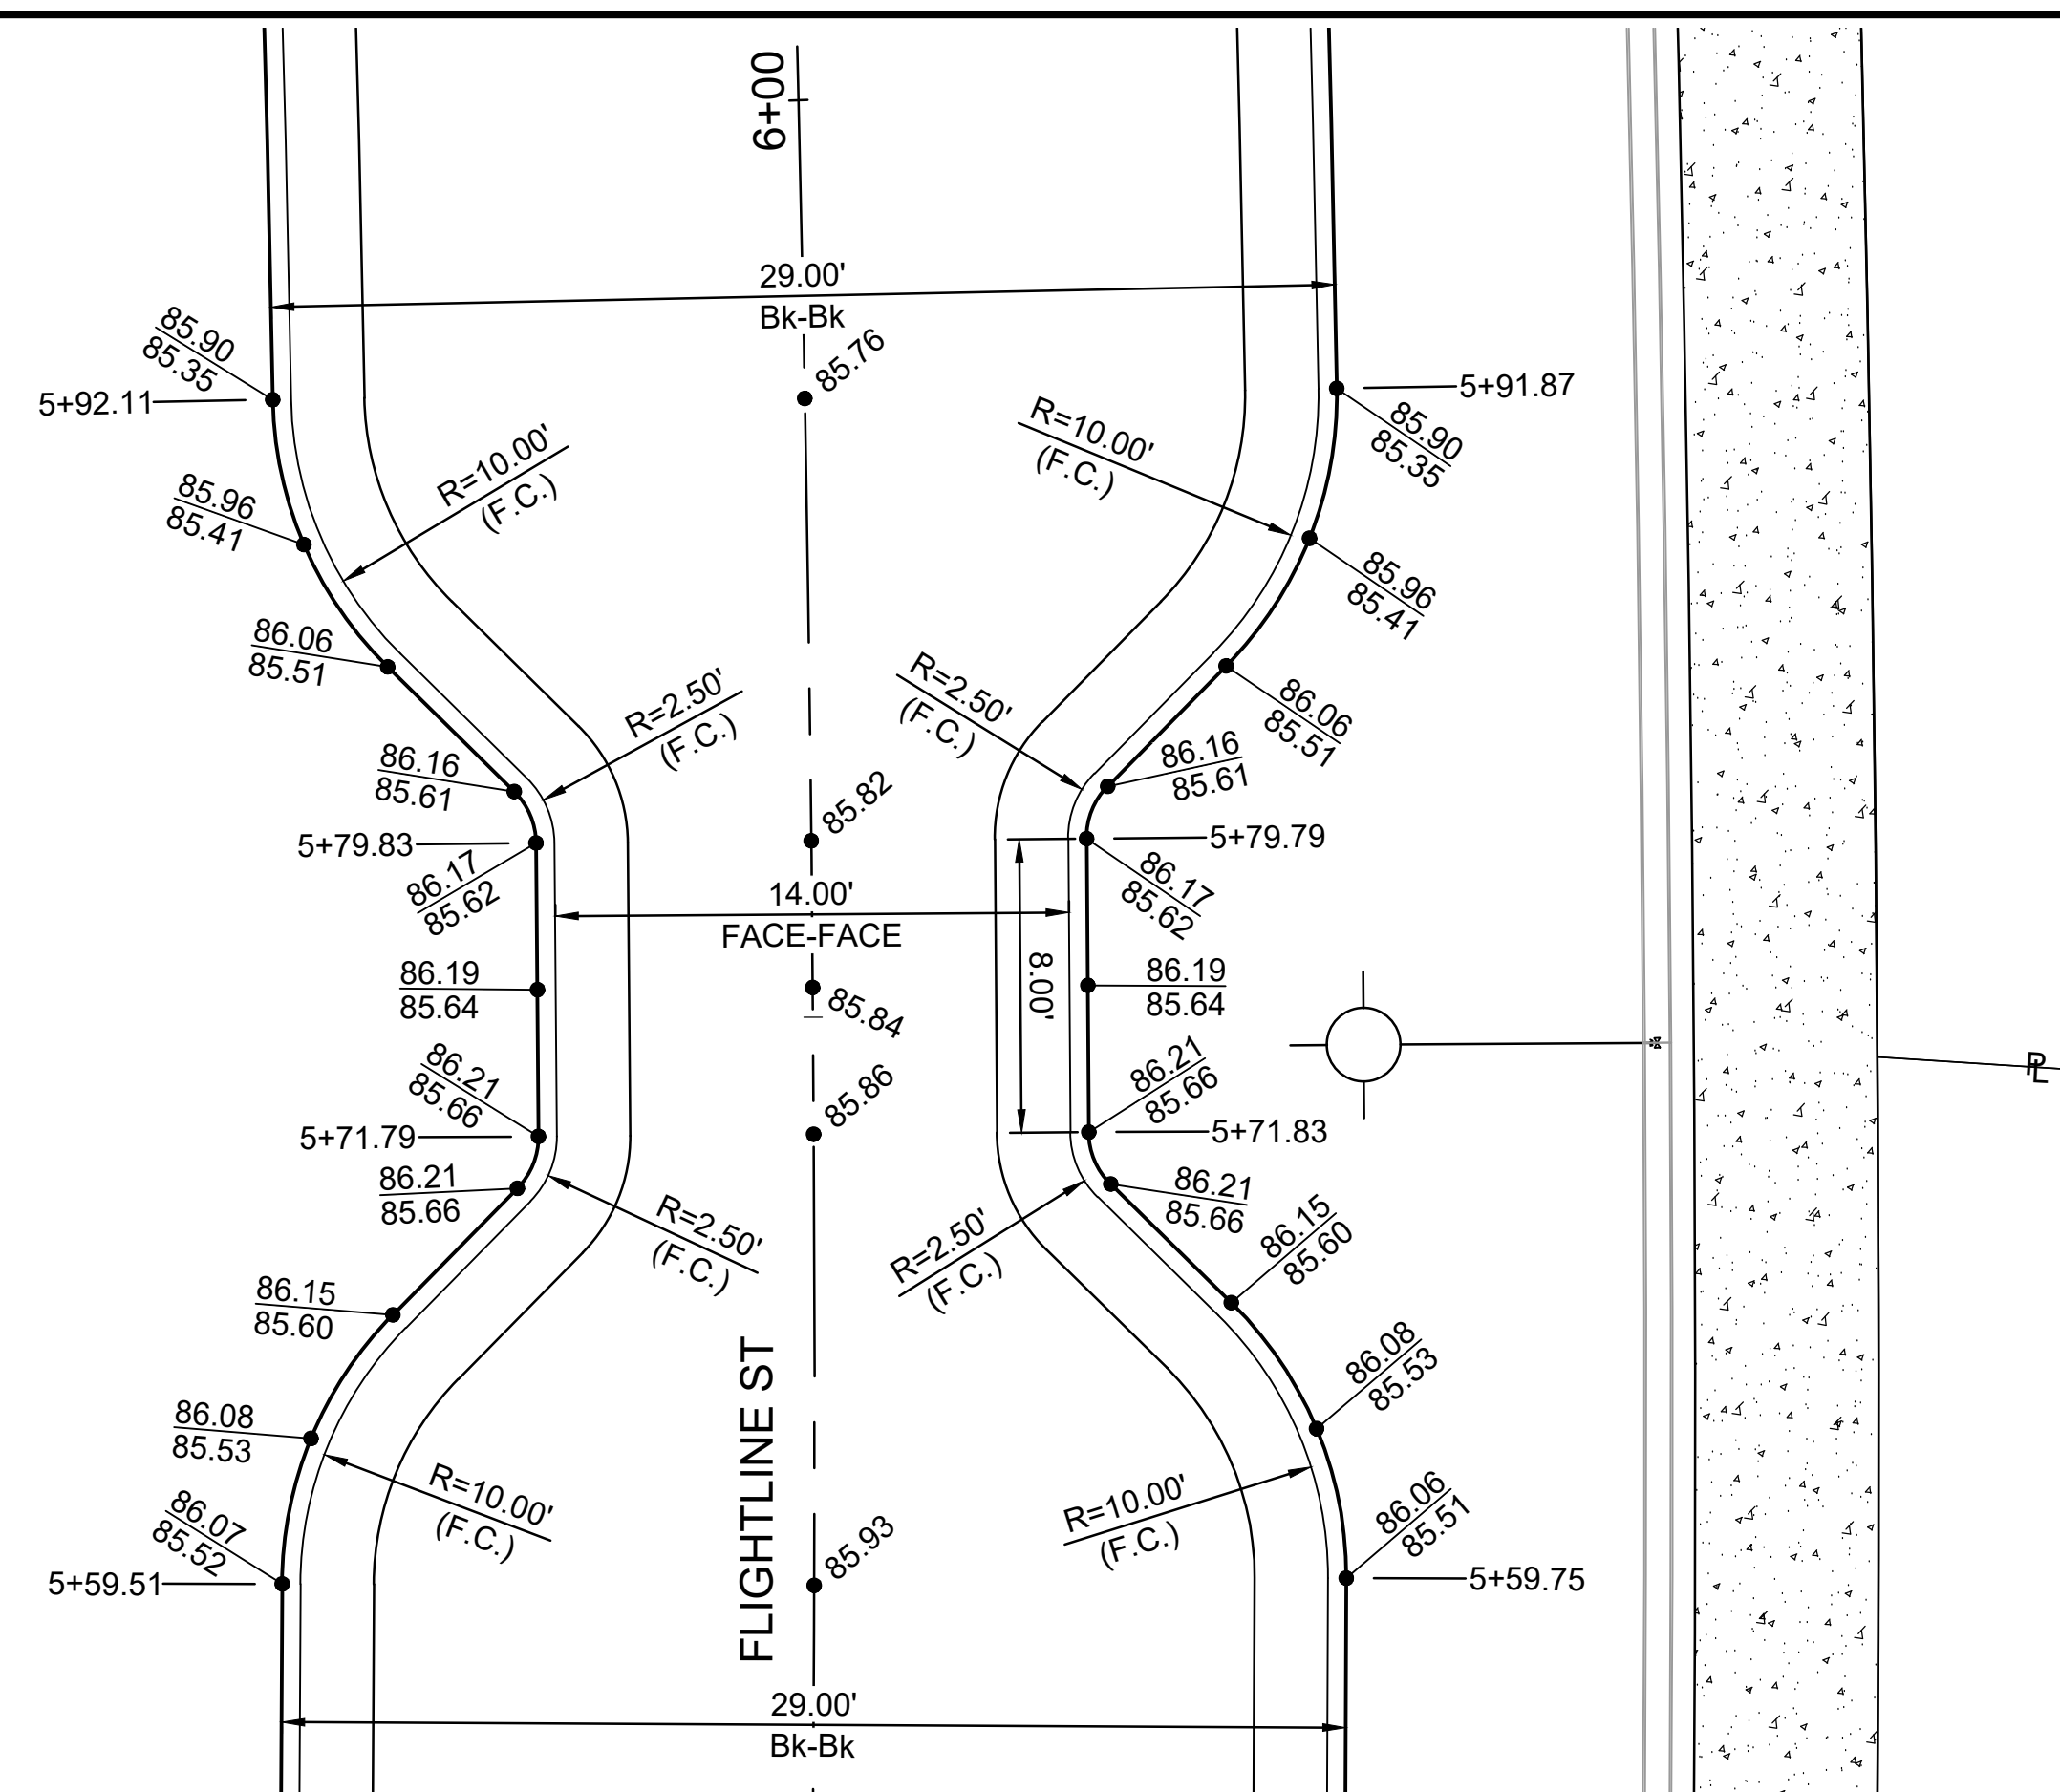 6+00
29.00'
Bk-Bk
85.90
85.35
5+92.11
85.76
5+91.87
85.90
85.35
R=10.00'
(F.C.)
R=10.00'
(F.C.)
85.96
85.41
85.96
85.41
86.06
85.51
R=2.50'
(F.C.)
R=2.50'
(F.C.)
86.06
85.51
86.16
85.61
86.16
85.61
85.82
5+79.83
5+79.79
86.17
85.62
14.00'
FACE-FACE
86.17
85.62
86.19
85.64
8.00'
86.19
85.64
85.84
86.21
85.66
85.86
86.21
85.66
PL
5+71.79
5+71.83
86.21
85.66
86.21
85.66
R=2.50'
(F.C.)
R=2.50'
(F.C.)
86.15
85.60
86.15
85.60
FLIGHTLINE ST
86.08
85.53
86.08
85.53
R=10.00'
(F.C.)
R=10.00'
(F.C.)
86.07
85.52
85.93
86.06
85.51
5+59.51
5+59.75
29.00'
Bk-Bk